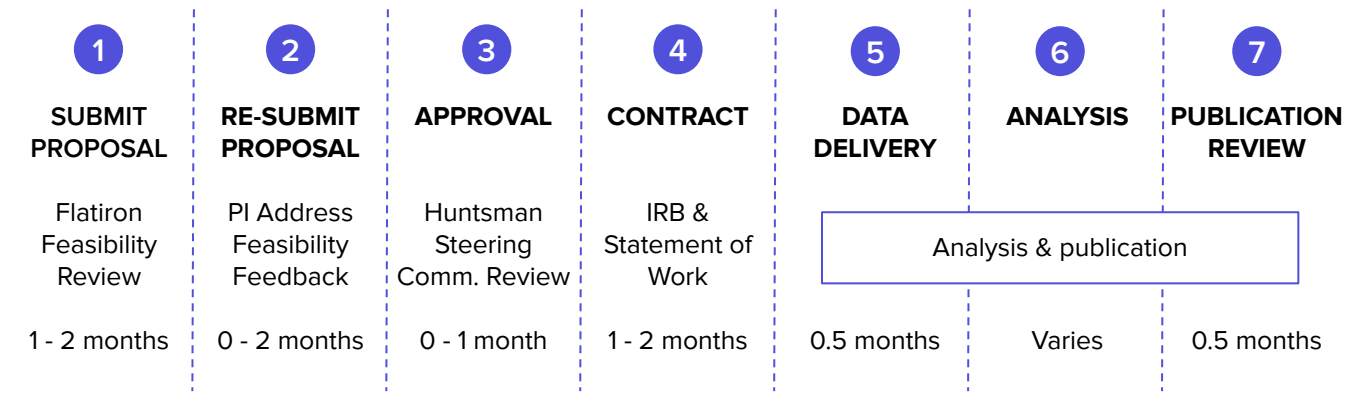 1
SUBMIT
PROPOSAL
Flatiron
Feasibility
Review
1 - 2 months
2
RE-SUBMIT
PROPOSAL
PI Address
Feasibility
Feedback
0 - 2 months
3
APPROVAL
Huntsman
Steering
Comm. Review
0 - 1 month
4
CONTRACT
IRB &
Statement of
Work
1 - 2 months
5
DATA
DELIVERY
0.5 months
6
ANALYSIS
Varies
7
PUBLICATION
REVIEW
0.5 months
Analysis & publication